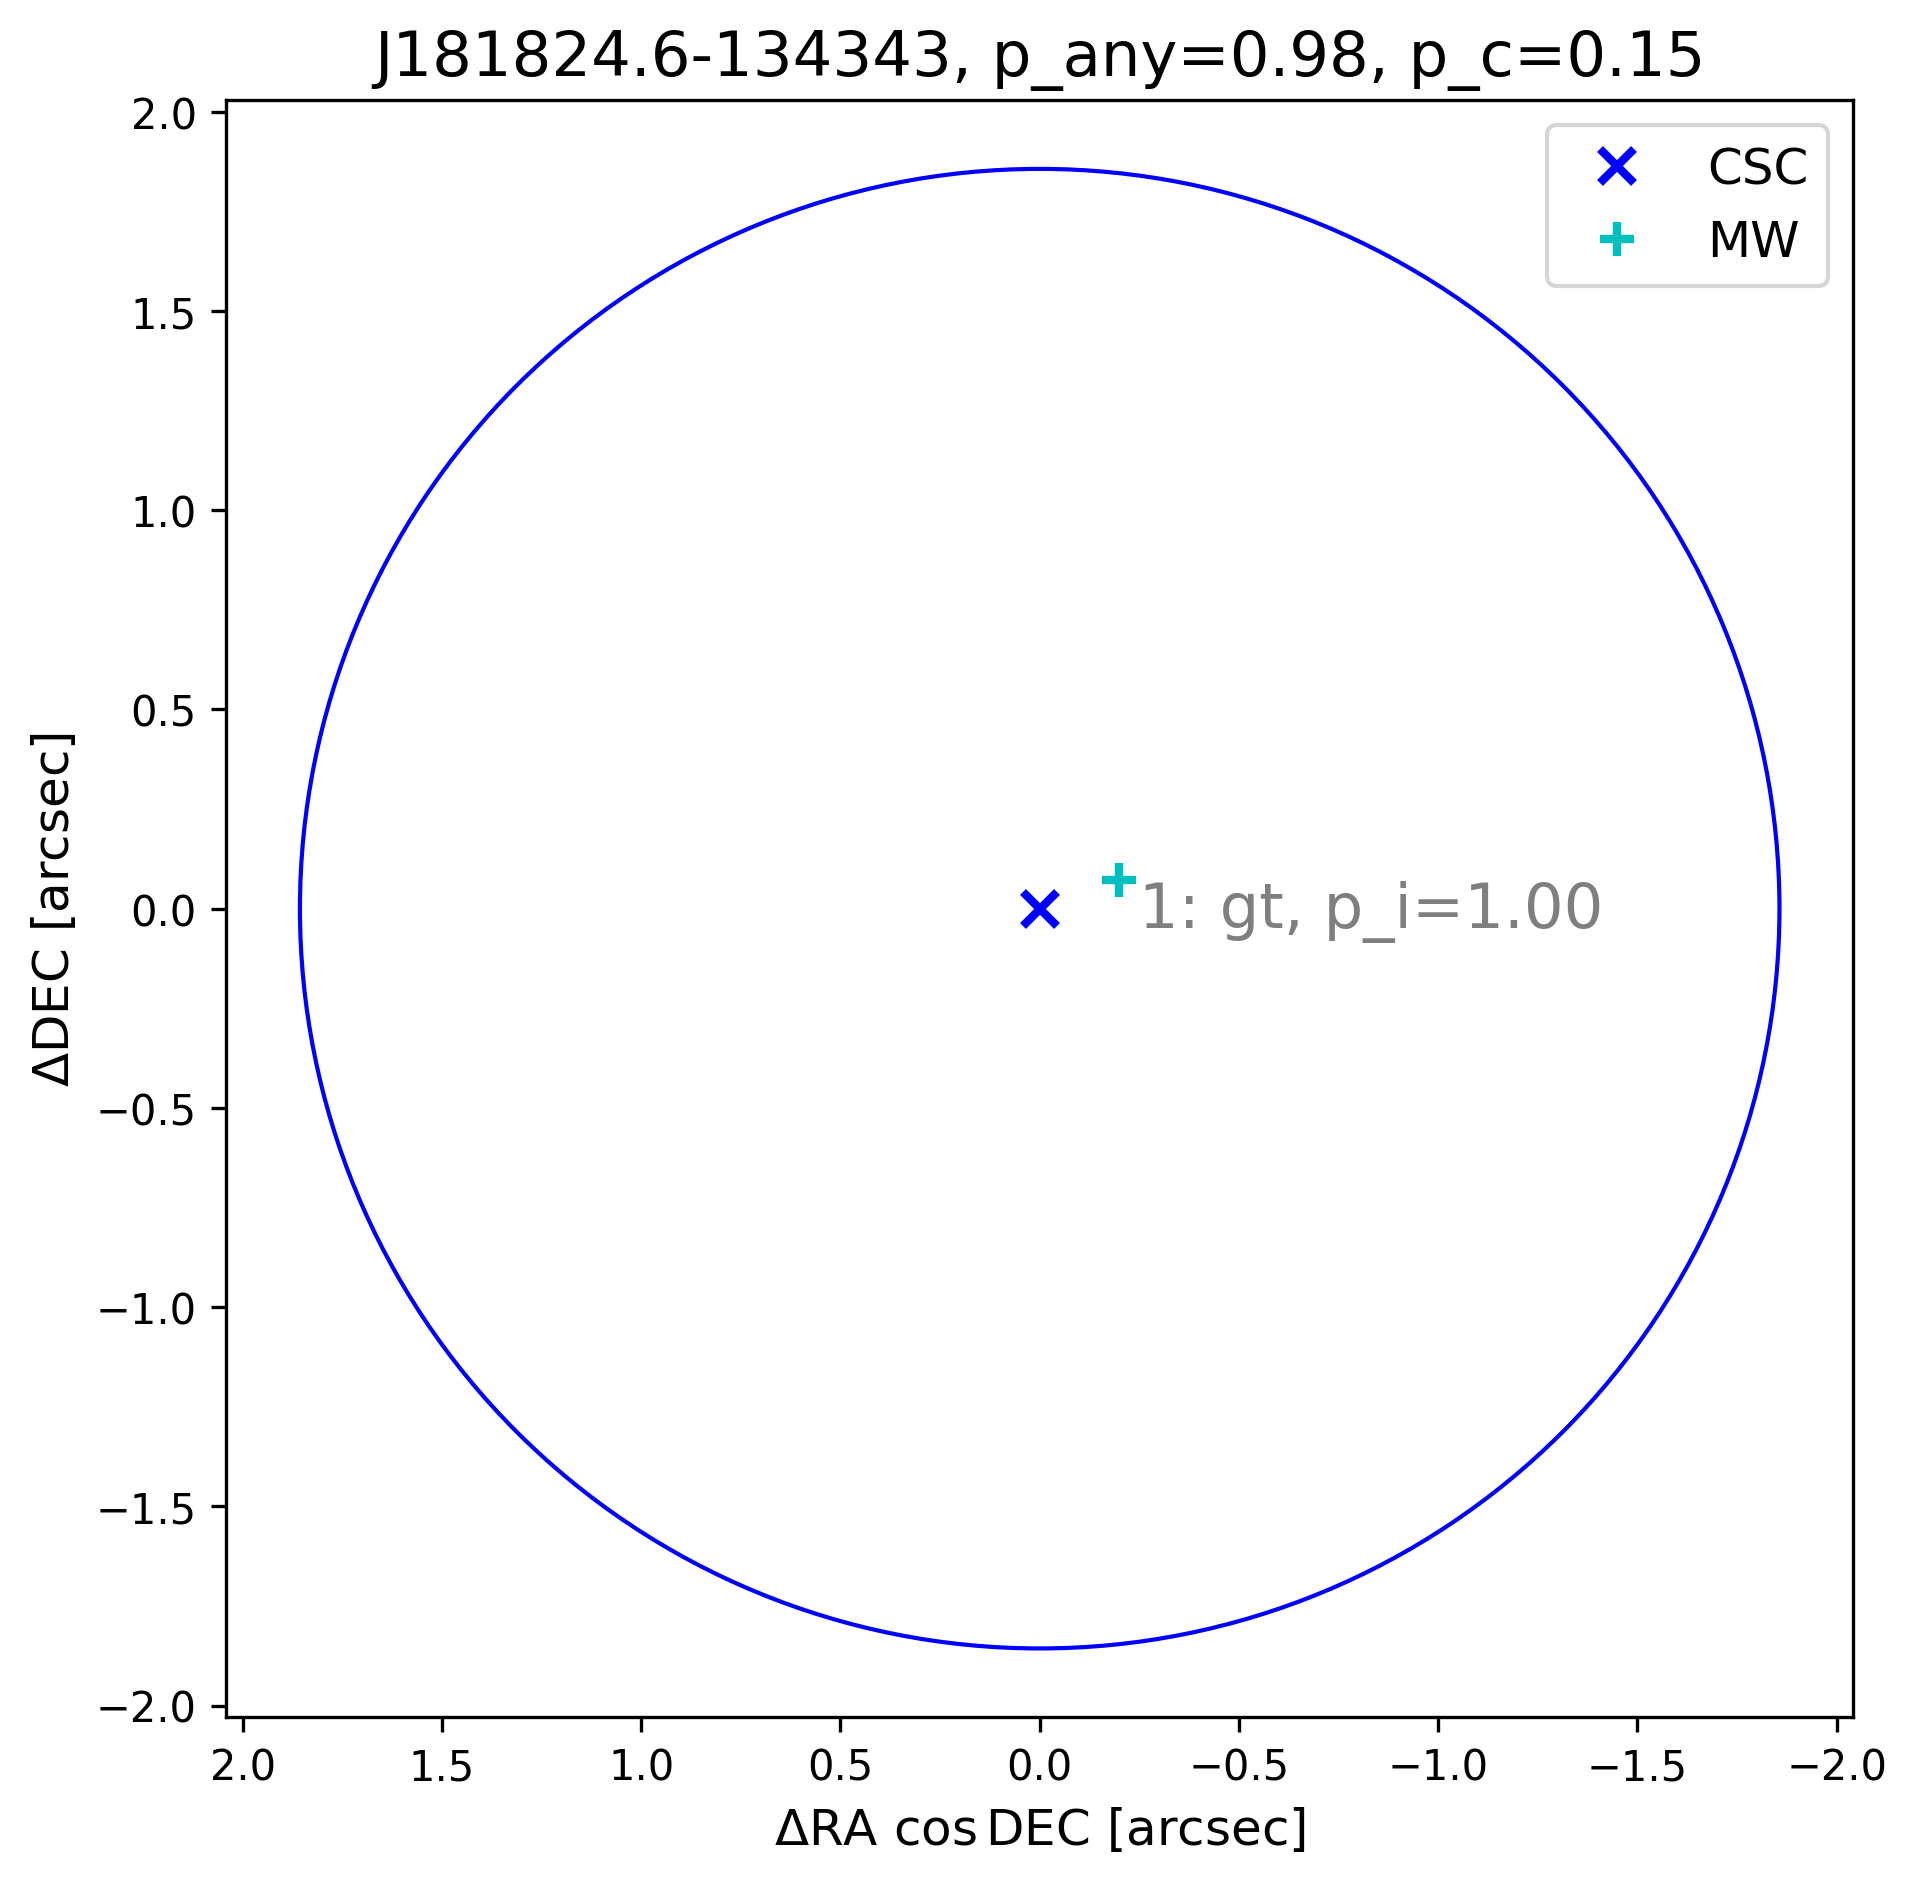 J181824.6-134343, p_any=0.98, p_c=0.15
CSC
MW
2.0
1.5
1.0
0.5
0.0
−0.5
−1.0
−1.5
−2.0
ΔDEC [arcsec]
1: gt, p_i=1.00
2.0 1.5 1.0 0.5 0.0 −0.5 −1.0 −1.5 −2.0
ΔRA cos DEC [arcsec]